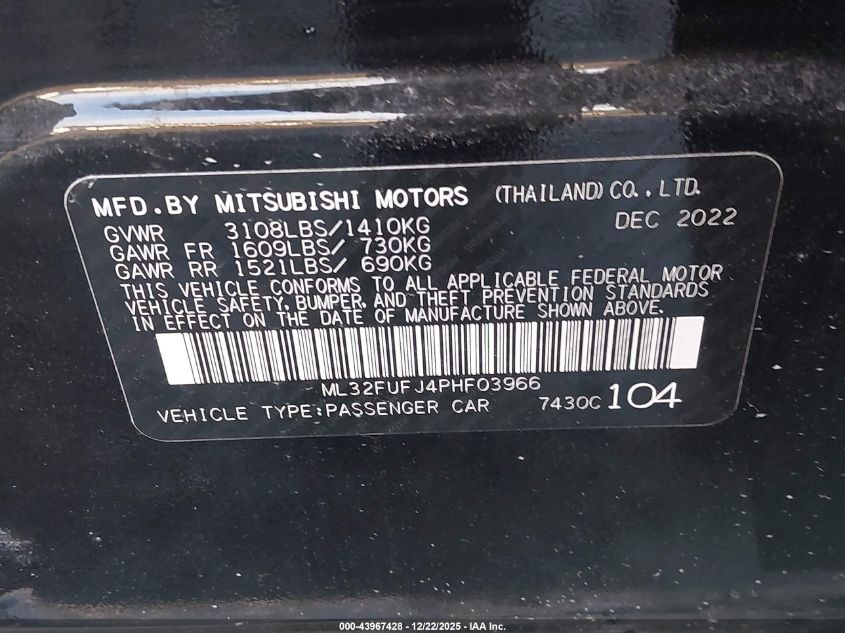 MFD.BY MITSUBISHI MOTORS (THAILAND) CO., LTD.
GVWR 3108LBS/1410KG DEC 2022
GAWR FR 1609LBS/ 730KG
GAWR RR 1521LBS/ 690KG
THIS VEHICLE CONFORMS TO ALL APPLICABLE FEDERAL MOTOR
VEHICLE SAFETY, BUMPER, AND THEFT PREVENTION STANDARDS
IN EFFECT ON THE DATE OF MANUFACTURE SHOWN ABOVE.
ML32FUFJ4PHF03966
VEHICLE TYPE:PASSENGER CAR 7430C 104
000-43967428 - 12/22/2025 - IAA Inc.